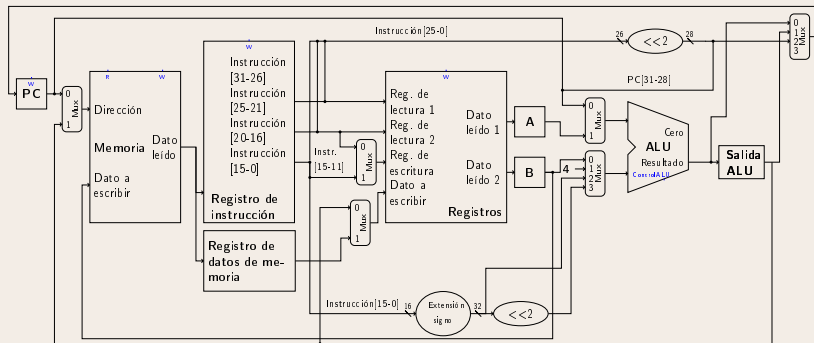 Instrucción[25-0]
26
<<2
28
0
1
2
3
Mux
PC[31-28]
W
PC
0
1
Mux
R
W
Dirección
Memoria
Dato
leído
Dato a
escribir
W
Instrucción
[31-26]
Instrucción
[25-21]
Instrucción
[20-16]
Instrucción
[15-0]
Registro de
instrucción
Registro de
datos de me-
moria
Instr.
[15-11]
0
1
Mux
0
1
Mux
W
Reg. de
lectura 1
Reg. de
lectura 2
Reg. de
escritura
Dato a
escribir
Dato
leído 1
Dato
leído 2
Registros
A
B
4
0
1
Mux
0
1
2
3
Mux
Cero
ALU
Resultado
ControlALU
Salida
ALU
Instrucción[15-0]
16
Extensión
signo
32
<<2